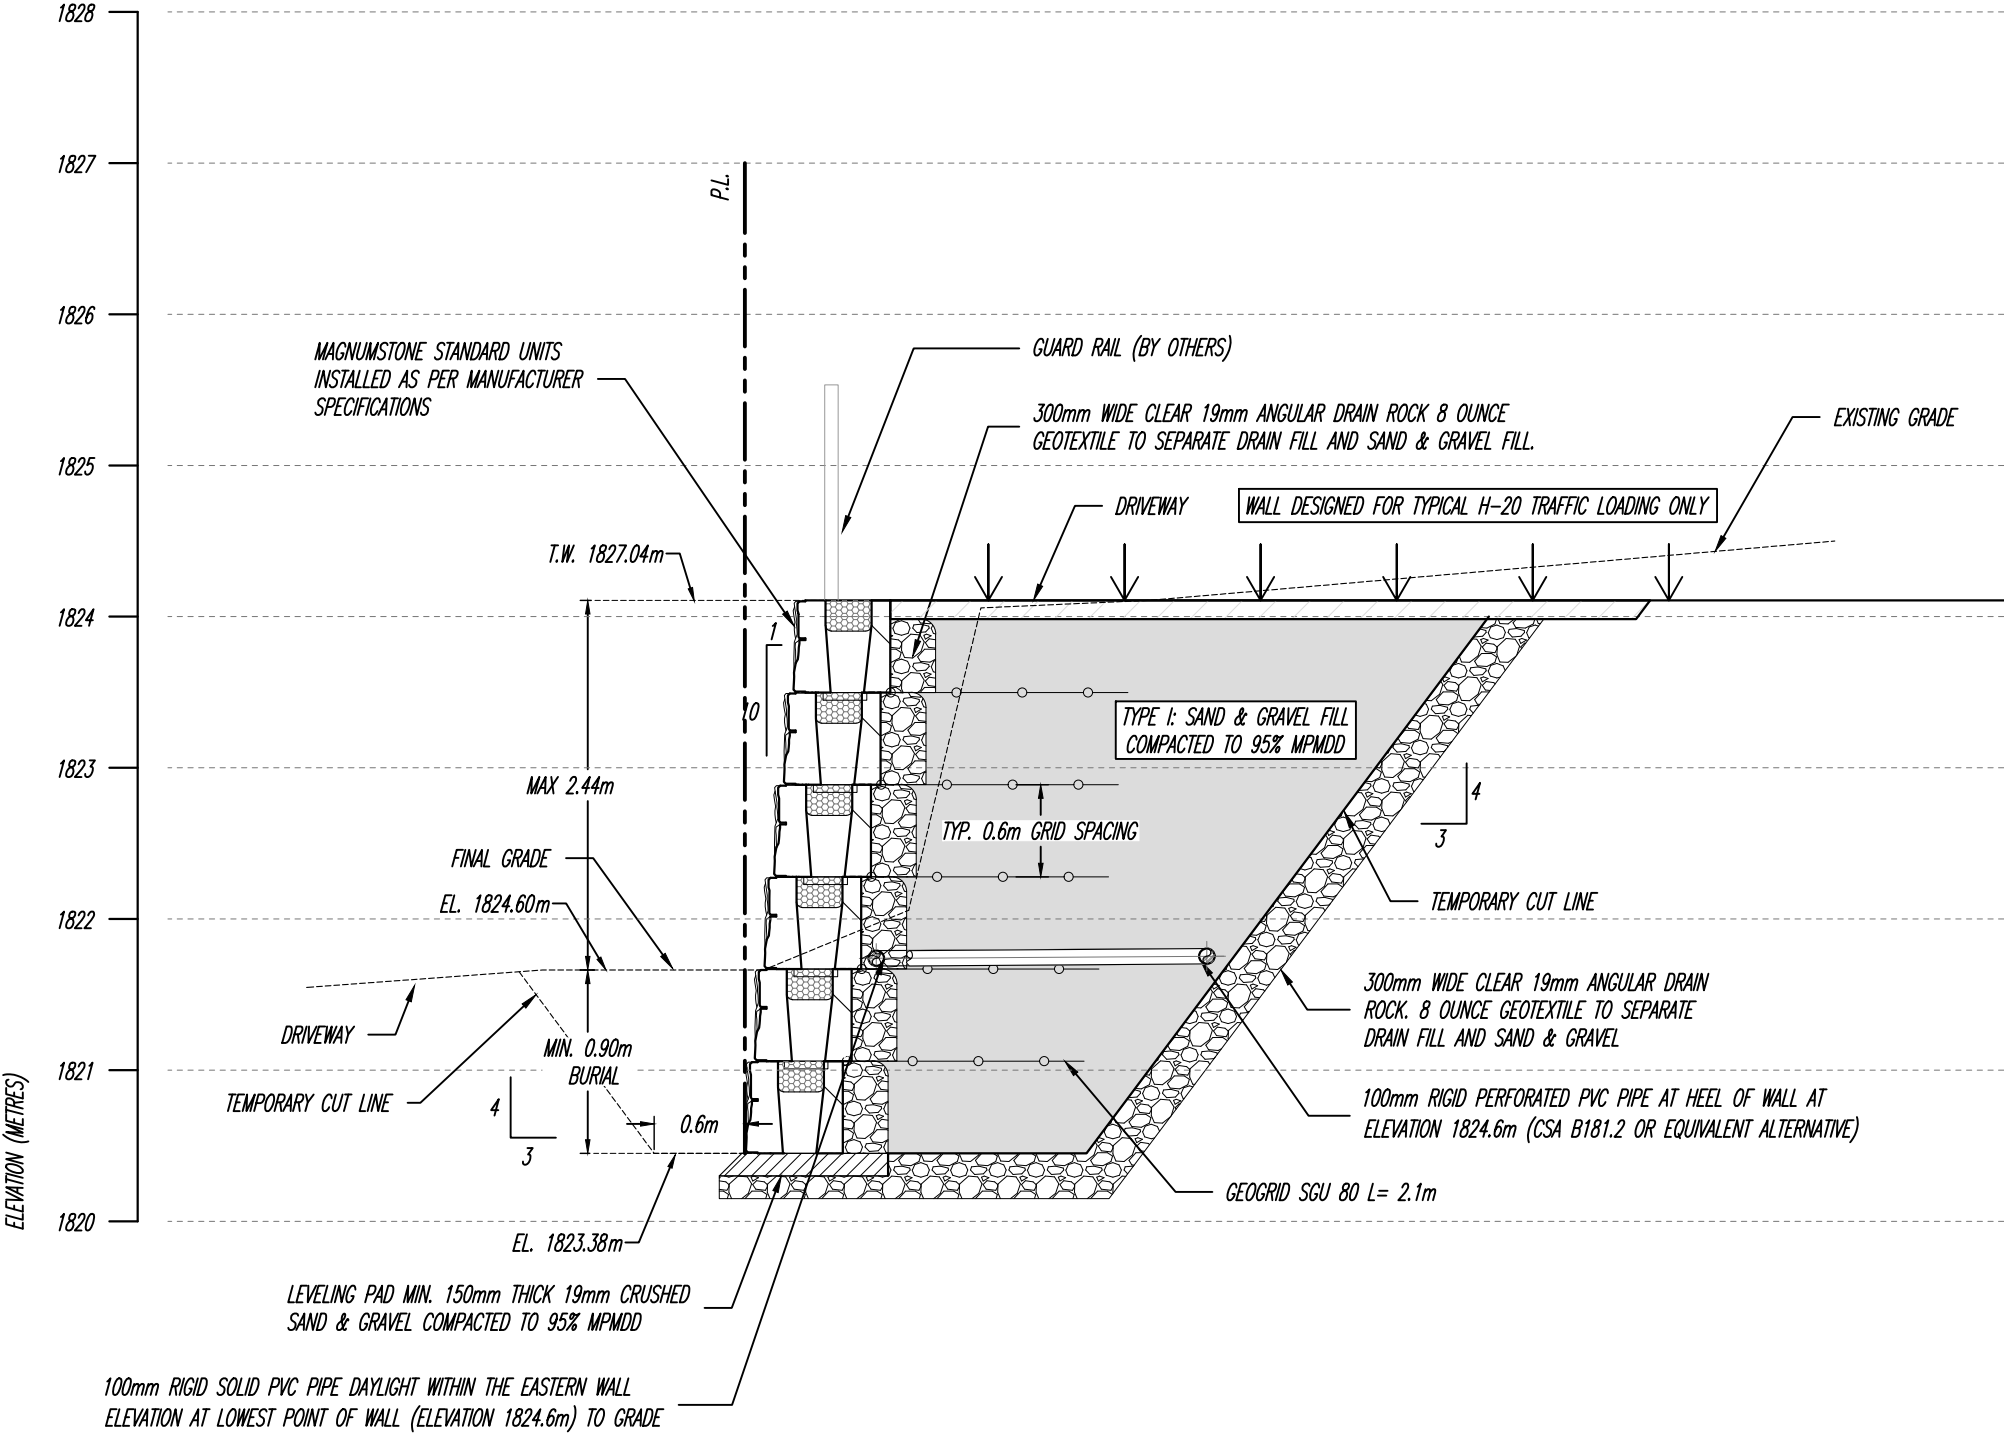 1828
1827
P.L.
1826
MAGNUMSTONE STANDARD UNITS
INSTALLED AS PER MANUFACTURER
SPECIFICATIONS
GUARD RAIL (BY OTHERS)
300mm WIDE CLEAR 19mm ANGULAR DRAIN ROCK 8 OUNCE
GEOTEXTILE TO SEPARATE DRAIN FILL AND SAND & GRAVEL FILL.
EXISTING GRADE
1825
DRIVEWAY
WALL DESIGNED FOR TYPICAL H-20 TRAFFIC LOADING ONLY
T.W. 1827.04m
1824
1
10
TYPE I: SAND & GRAVEL FILL
COMPACTED TO 95% MPMDD
1823
MAX 2.44m
4
3
TYP. 0.6m GRID SPACING
FINAL GRADE
EL. 1824.60m
TEMPORARY CUT LINE
1822
300mm WIDE CLEAR 19mm ANGULAR DRAIN
ROCK. 8 OUNCE GEOTEXTILE TO SEPARATE
DRAIN FILL AND SAND & GRAVEL
DRIVEWAY
MIN. 0.90m
BURIAL
1821
TEMPORARY CUT LINE
4
3
0.6m
100mm RIGID PERFORATED PVC PIPE AT HEEL OF WALL AT
ELEVATION 1824.6m (CSA B181.2 OR EQUIVALENT ALTERNATIVE)
GEOGRID SGU 80 L= 2.1m
ELEVATION (METRES)
1820
EL. 1823.38m
LEVELING PAD MIN. 150mm THICK 19mm CRUSHED
SAND & GRAVEL COMPACTED TO 95% MPMDD
100mm RIGID SOLID PVC PIPE DAYLIGHT WITHIN THE EASTERN WALL
ELEVATION AT LOWEST POINT OF WALL (ELEVATION 1824.6m) TO GRADE